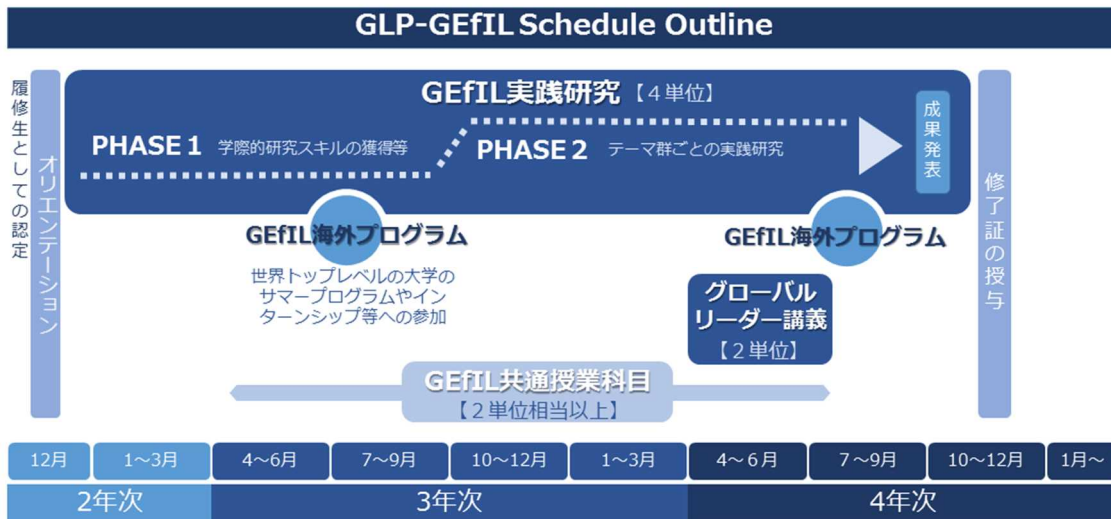 GLP-GEfIL Schedule Outline
履修生としての認定
オリエンテーション
GEfIL実践研究【4単位】
PHASE 1 学際的研究スキルの獲得等
PHASE 2 テーマ群ごとの実践研究
成果発表
修了証の授与
GEfIL海外プログラム
世界トップレベルの大学の
サマープログラムやイン
ターンシップ等への参加
GEfIL海外プログラム
グローバル
リーダー講義
【2単位】
GEfIL共通授業科目
【2単位相当以上】
12月 1～3月 4～6月 7～9月 10～12月 1～3月 4～6月 7～9月 10～12月 1月～
2年次 3年次 4年次